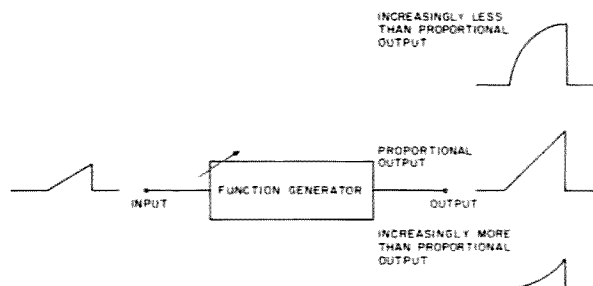 INCREASINGLY LESS
THAN PROPORTIONAL
OUTPUT
PROPORTIONAL
OUTPUT
INPUT
FUNCTION GENERATOR
OUTPUT
INCREASINGLY MORE
THAN PROPORTIONAL
OUTPUT